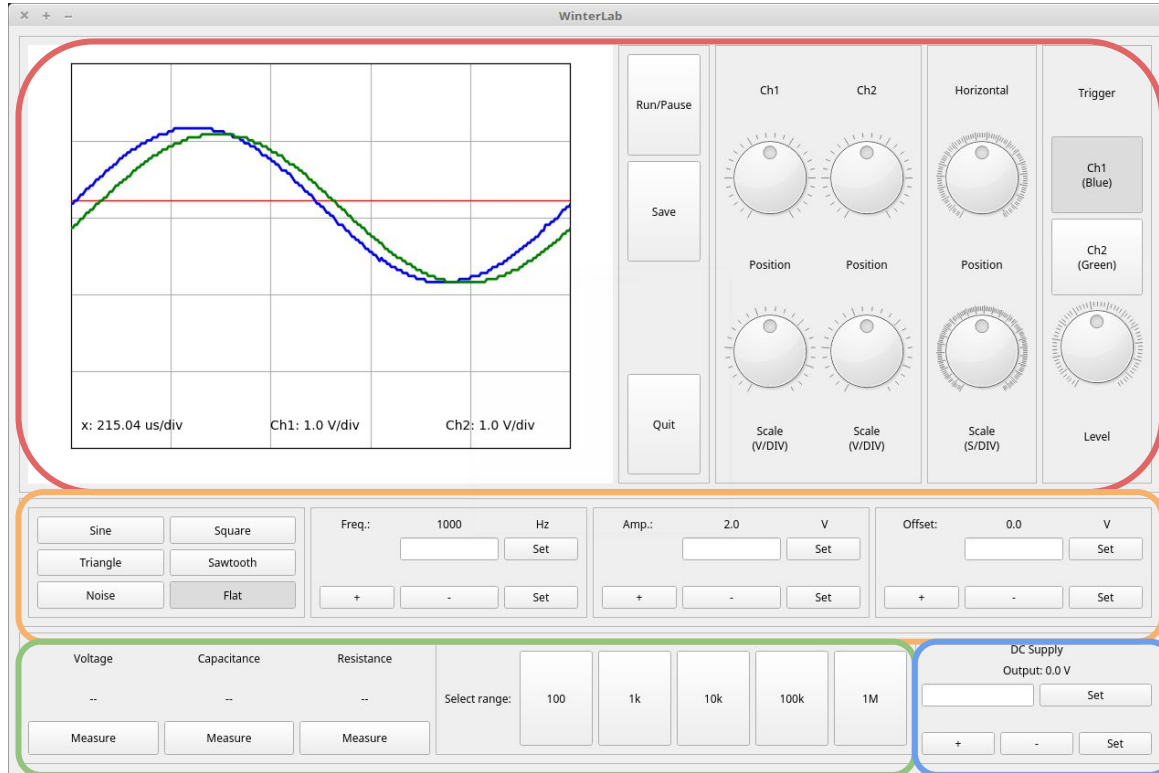 × + − WinterLab
Run/Pause
Save
Quit
x: 215.04 us/div Ch1: 1.0 V/div Ch2: 1.0 V/div
Ch1 Ch2
Position Position
Scale Scale
(V/DIV) (V/DIV)
Horizontal
Position
Scale
(S/DIV)
Trigger
Ch1
(Blue)
Ch2
(Green)
Level
Sine Square
Triangle Sawtooth
Noise Flat
Freq.: 1000 Hz
Set
+ - Set
Amp.: 2.0 V
Set
+ - Set
Offset: 0.0 V
Set
+ - Set
Voltage Capacitance Resistance
-- -- --
Measure Measure Measure
Select range: 100 1k 10k 100k 1M
DC Supply
Output: 0.0 V
Set
+ - Set